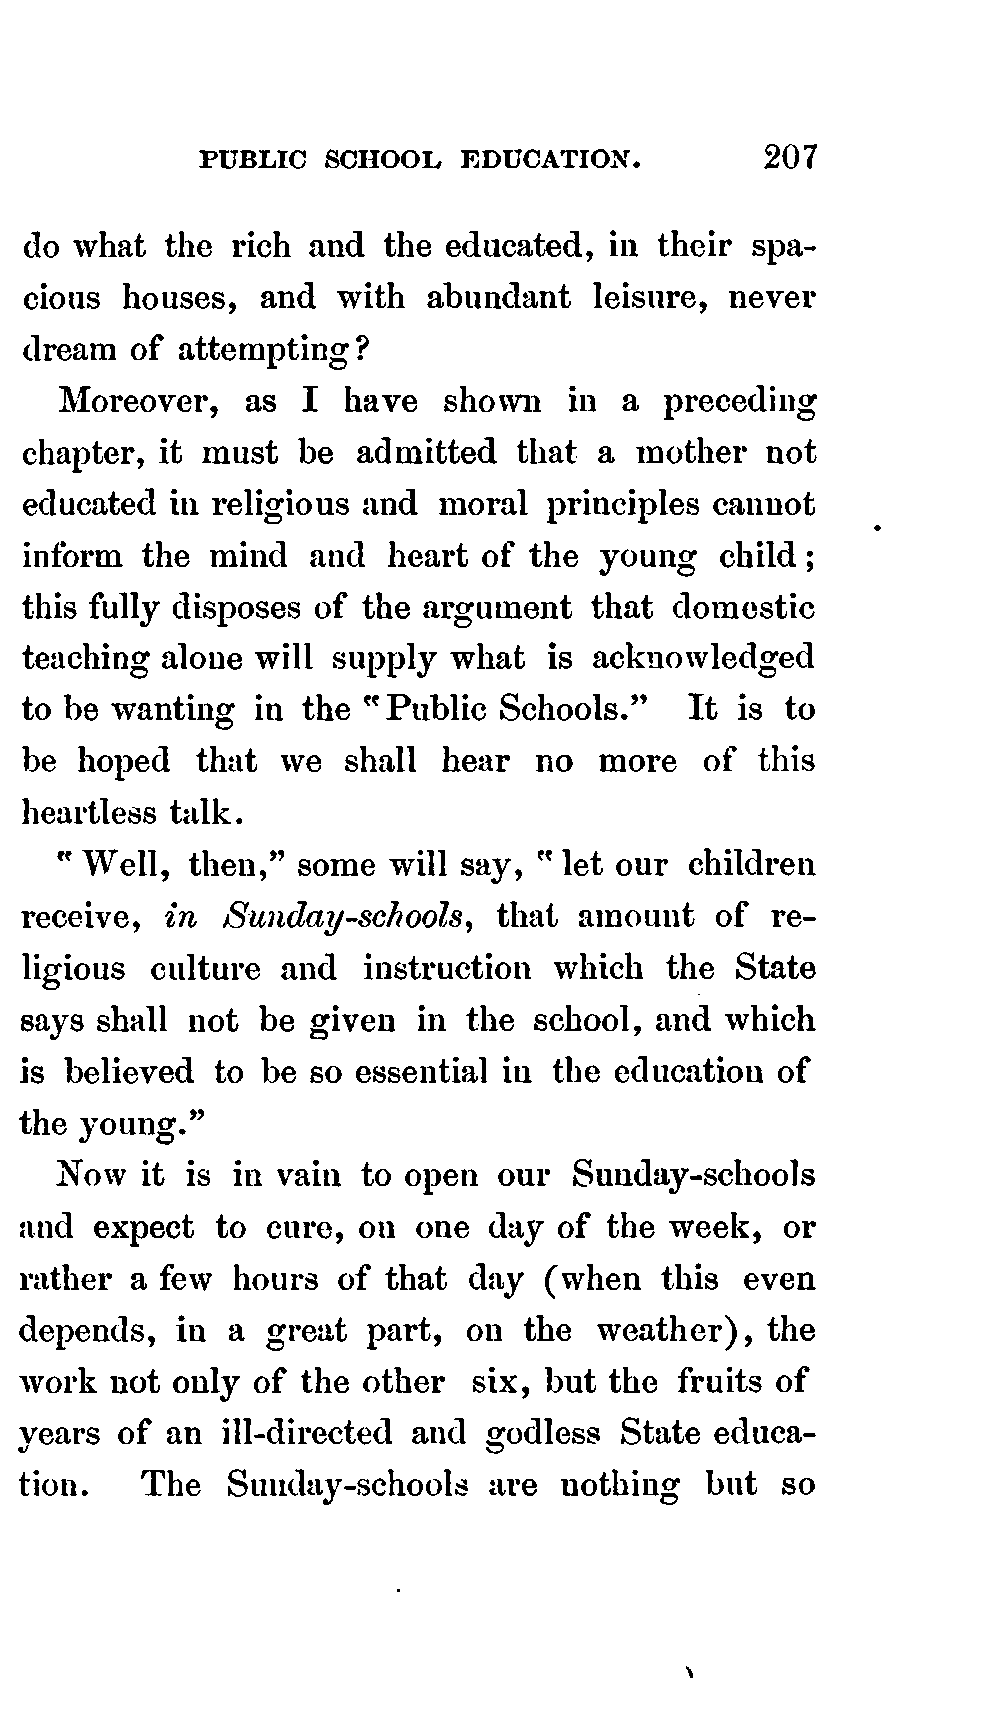 PUBLIC SCHOOL EDUCATION. 207
do what the rich and the educated, in their spa-
cious houses, and with abundant leisure, never
dream of attempting?
Moreover, as I have shown in a preceding
chapter, it must be admitted that a mother not
educated in religious and moral principles cannot
inform the mind and heart of the young child;
this fully disposes of the argument that domestic
teaching alone will supply what is acknowledged
to be wanting in the "Public Schools." It is to
be hoped that we shall hear no more of this
heartless talk.
"Well, then," some will say, "let our children
receive, in Sunday-schools, that amount of re-
ligious culture and instruction which the State
says shall not be given in the school, and which
is believed to be so essential in the education of
the young."
Now it is in vain to open our Sunday-schools
and expect to cure, on one day of the week, or
rather a few hours of that day (when this even
depends, in a great part, on the weather), the
work not only of the other six, but the fruits of
years of an ill-directed and godless State educa-
tion. The Sunday-schools are nothing but so